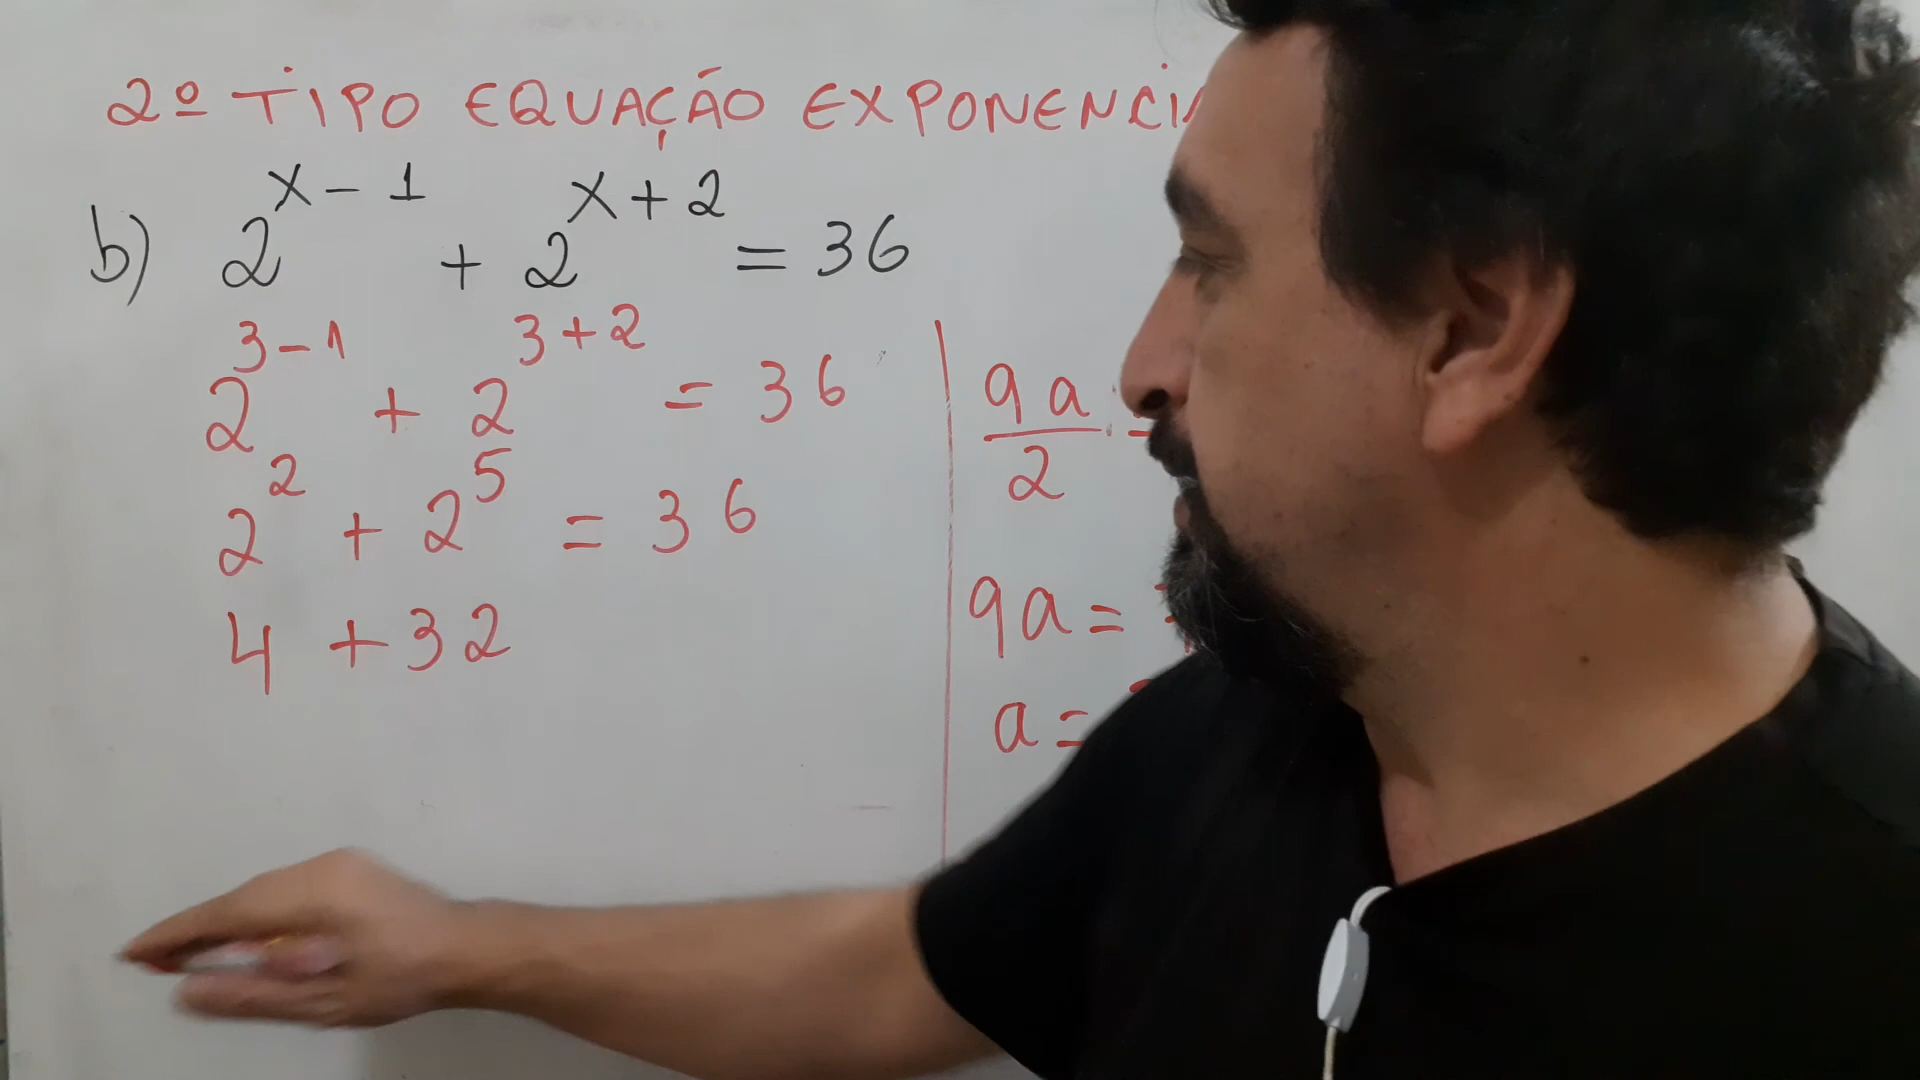 2º TIPO EQUAÇÃO
b) 2^{x-1} + 2^{x+2} = 36
2^{3-1} + 2^{3+2} = 36
2^2 + 2^5 = 36
4 + 32
9a/2 =
9a =
a =